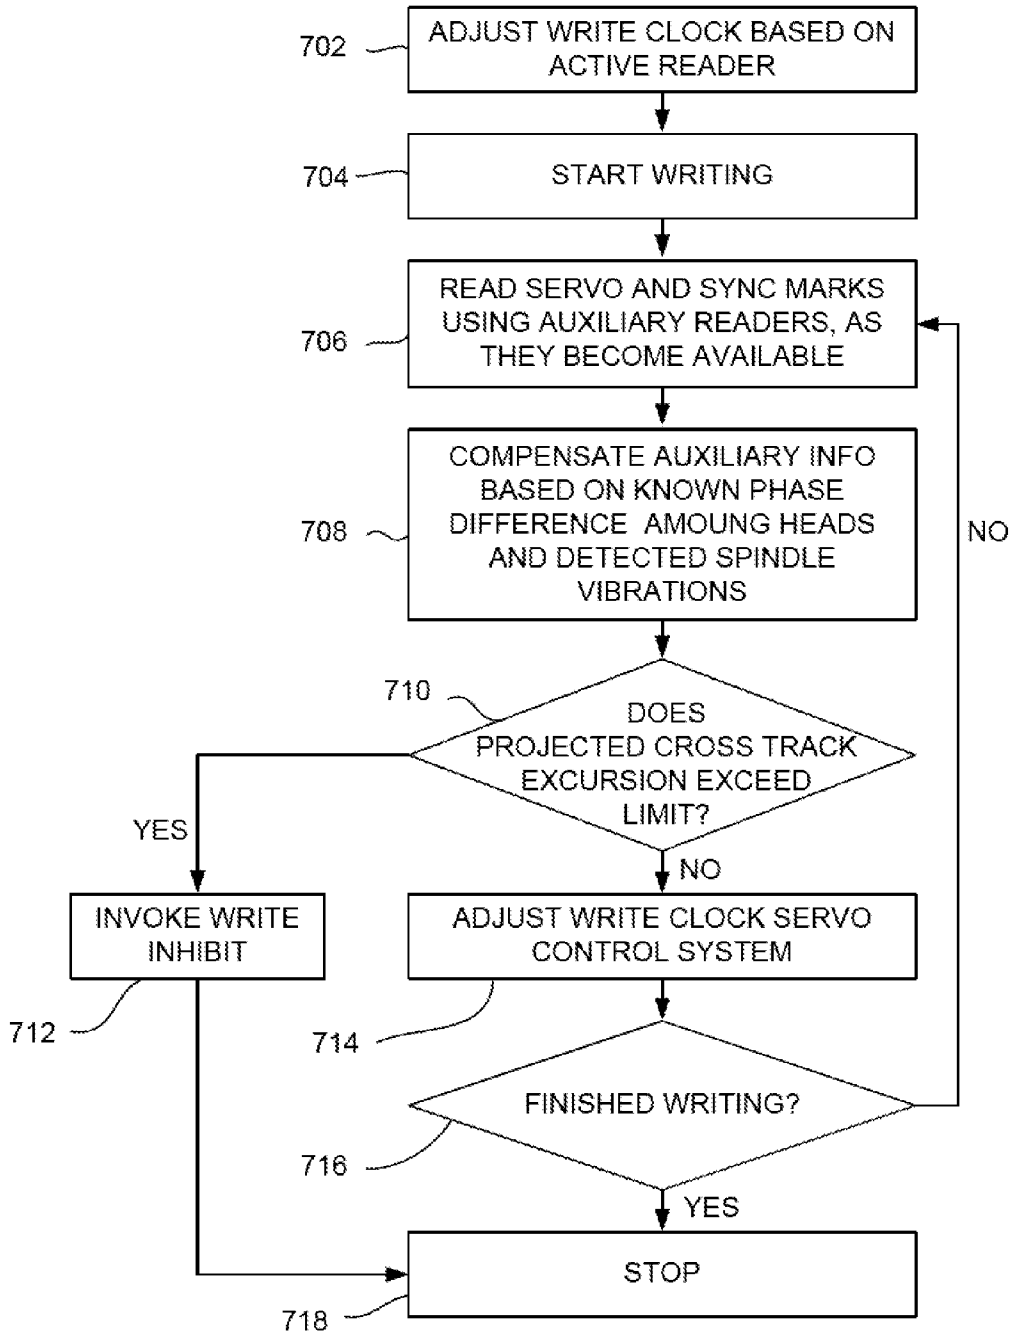 702
ADJUST WRITE CLOCK BASED ON
ACTIVE READER
704
START WRITING
706
READ SERVO AND SYNC MARKS
USING AUXILIARY READERS, AS
THEY BECOME AVAILABLE
708
COMPENSATE AUXILIARY INFO
BASED ON KNOWN PHASE
DIFFERENCE AMOUNG HEADS
AND DETECTED SPINDLE
VIBRATIONS
NO
710
DOES
PROJECTED CROSS TRACK
EXCURSION EXCEED
LIMIT?
YES
NO
INVOKE WRITE
INHIBIT
712
ADJUST WRITE CLOCK SERVO
CONTROL SYSTEM
714
FINISHED WRITING?
716
YES
STOP
718